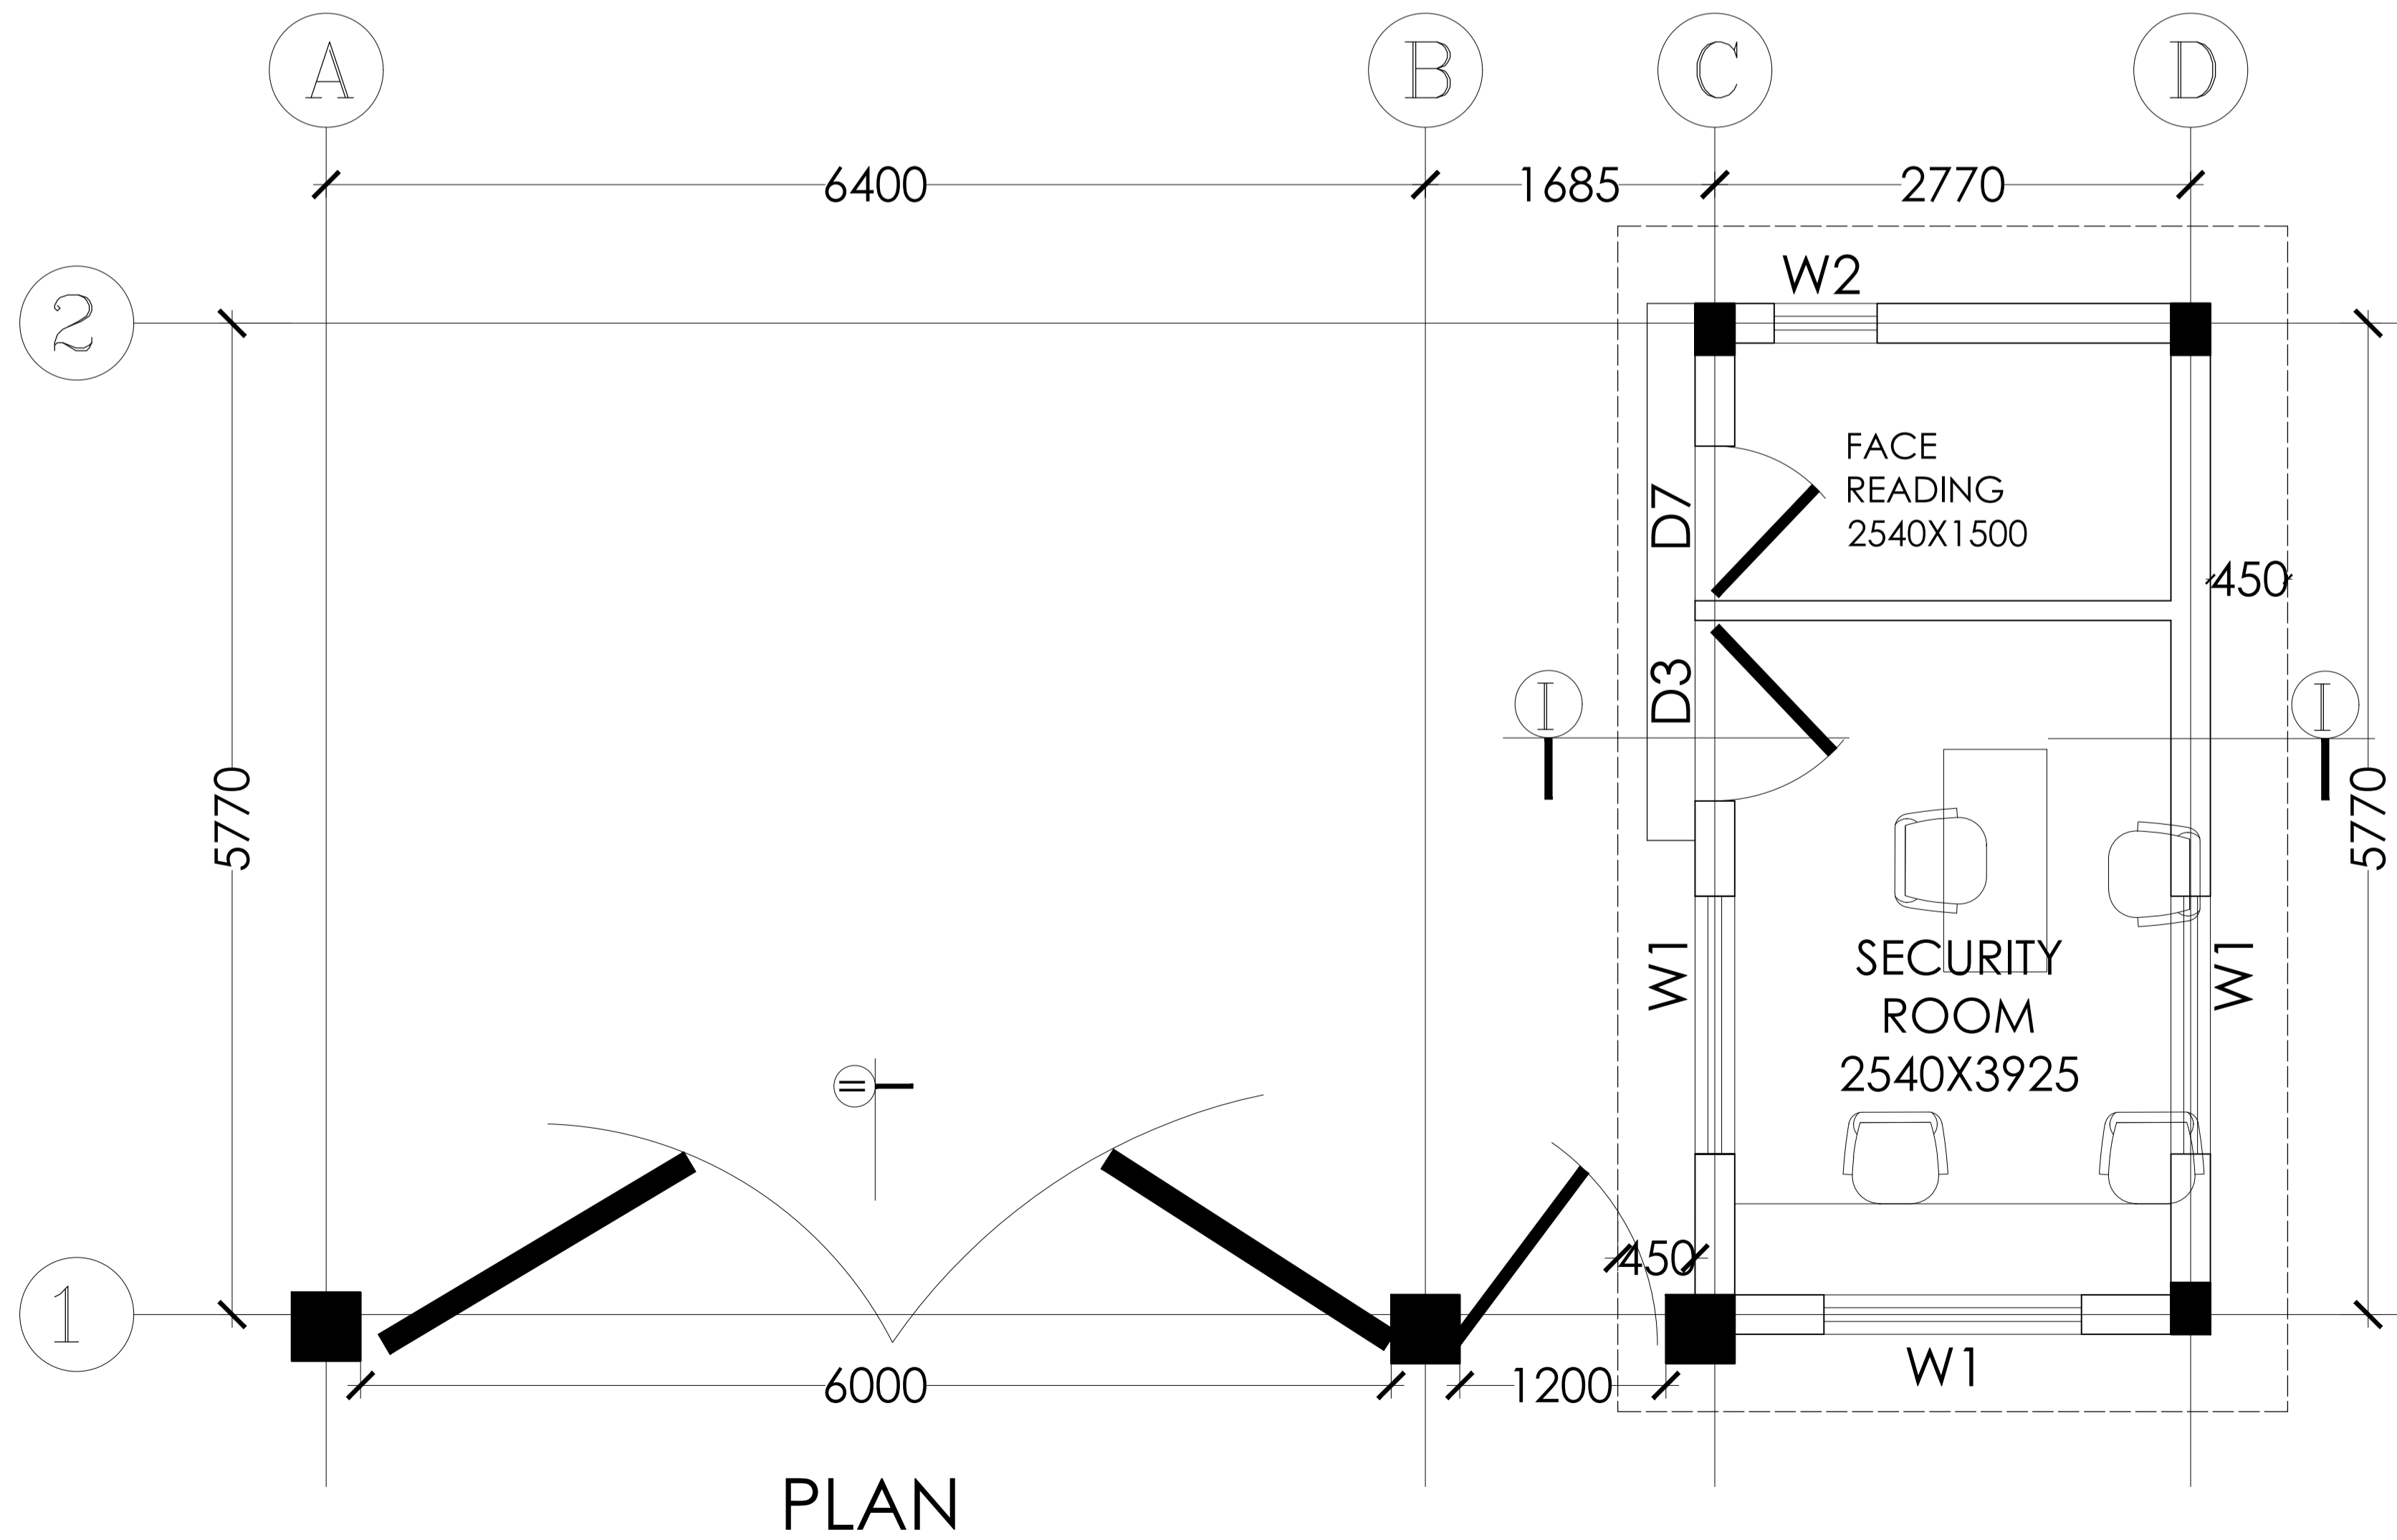 A
B
C
D
6400
1685
2770
W2
2
FACE
READING
2540X1500
D7
450
D3
I
I
5770
5770
SECURITY
ROOM
2540X3925
W1
W1
II
450
1
W1
6000
1200
PLAN